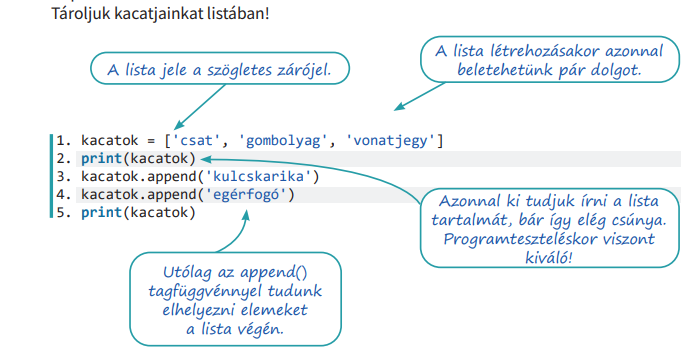 Tároljuk kacatjainkat listában!
A lista jele a szögletes zárójel.
A lista létrehozásakor azonnal
beletehetünk pár dolgot.
1. kacatok = ['csat', 'gombolyag', 'vonatjegy']
2. print(kacatok)
3. kacatok.append('kulcskarika')
4. kacatok.append('egérfogó')
5. print(kacatok)
Azonnal ki tudjuk írni a lista
tartalmát, bár így elég csúnya.
Programteszteléskor viszont
kiváló!
Utólag az append()
tagfüggvénnyel tudunk
elhelyezni elemeket
a lista végén.